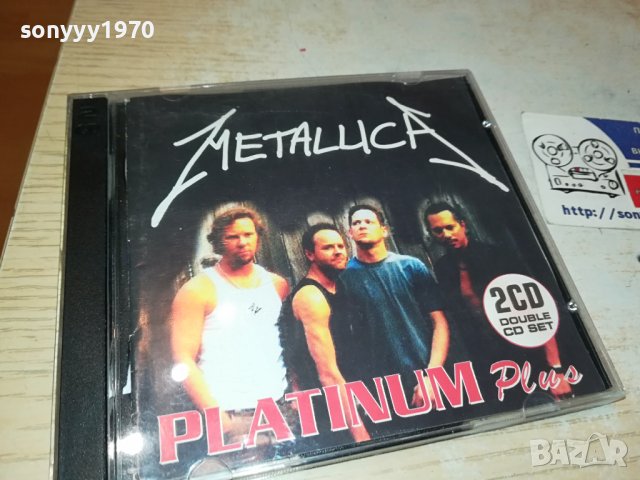 sonyyy1970
METALLICA
2CD
DOUBLE
CD SET
PLATINUM Plus
http://son
BAZAR